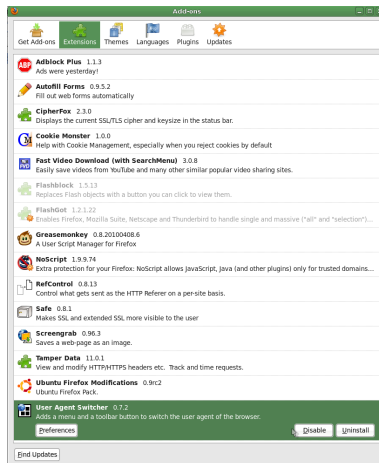 Add-ons
Get Add-ons Extensions Themes Languages Plugins Updates
ABP Adblock Plus 1.1.3
Ads were yesterday!
Autofill Forms 0.9.5.2
Fill out web forms automatically
CipherFox 2.3.0
Displays the current SSL/TLS cipher and keysize in the status bar.
Cookie Monster 1.0.0
Help with Cookie Management, especially when you reject cookies by default
Fast Video Download (with SearchMenu) 3.0.8
Easily save videos from YouTube and many other similar popular video sharing sites.
Flashblock 1.5.13
Replaces Flash objects with a button you can click to view them.
FlashGot 1.2.1.22
Enables Firefox, Mozilla Suite, Netscape and Thunderbird to handle single and massive ("all" and "selection")...
Greasemonkey 0.8.20100408.6
A User Script Manager for Firefox
NoScript 1.9.9.74
Extra protection for your Firefox: NoScript allows JavaScript, Java (and other plugins) only for trusted domains...
RefControl 0.8.13
Control what gets sent as the HTTP Referer on a per-site basis.
Safe 0.8.1
Makes SSL and extended SSL more visible to the user
Screengrab 0.96.3
Saves a web-page as an image.
Tamper Data 11.0.1
View and modify HTTP/HTTPS headers etc. Track and time requests.
Ubuntu Firefox Modifications 0.9rc2
Ubuntu Firefox Pack.
User Agent Switcher 0.7.2
Adds a menu and a toolbar button to switch the user agent of the browser.
Preferences Disable Uninstall
Find Updates